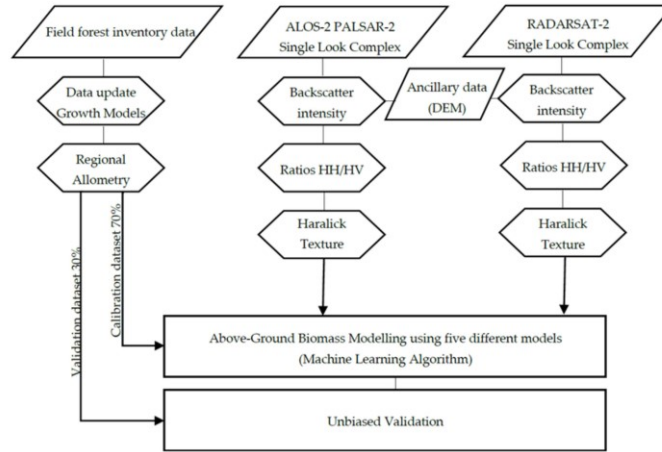 Field forest inventory data
ALOS-2 PALSAR-2
Single Look Complex
RADARSAT-2
Single Look Complex
Data update
Growth Models
Backscatter
intensity
Ancillary data
(DEM)
Backscatter
intensity
Regional
Allometry
Ratios HH/HV
Ratios HH/HV
Haralick
Texture
Haralick
Texture
Validation dataset 30%
Calibration dataset 70%
Above-Ground Biomass Modelling using five different models
(Machine Learning Algorithm)
Unbiased Validation